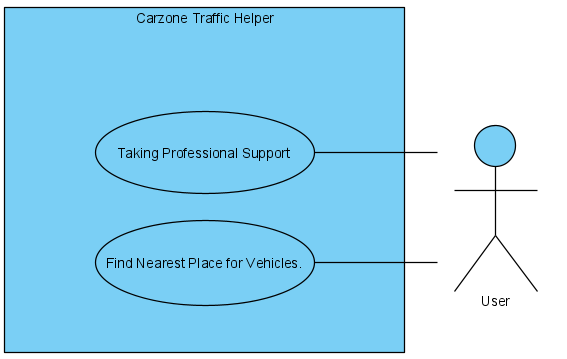 Carzone Traffic Helper
Taking Professional Support
Find Nearest Place for Vehicles.
User